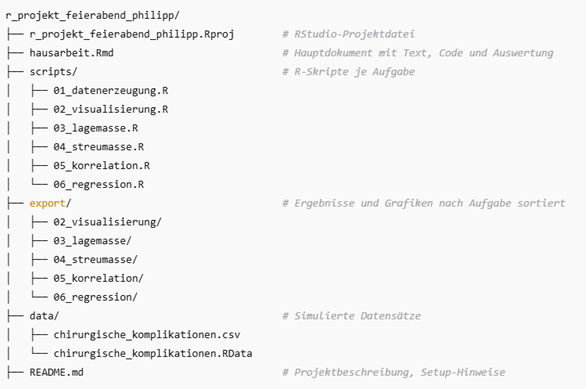 r_projekt_feierabend_philipp/
├── r_projekt_feierabend_philipp.Rproj # RStudio-Projektdatei
├── hausarbeit.Rmd # Hauptdokument mit Text, Code und Auswertung
├── scripts/ # R-Skripte je Aufgabe
│ ├── 01_datenerzeugung.R
│ ├── 02_visualisierung.R
│ ├── 03_lagemasse.R
│ ├── 04_streumasse.R
│ ├── 05_korrelation.R
│ └── 06_regression.R
├── export/ # Ergebnisse und Grafiken nach Aufgabe sortiert
│ ├── 02_visualisierung/
│ ├── 03_lagemasse/
│ ├── 04_streumasse/
│ ├── 05_korrelation/
│ └── 06_regression/
├── data/ # Simulierte Datensätze
│ ├── chirurgische_komplikationen.csv
│ └── chirurgische_komplikationen.RData
├── README.md # Projektbeschreibung, Setup-Hinweise